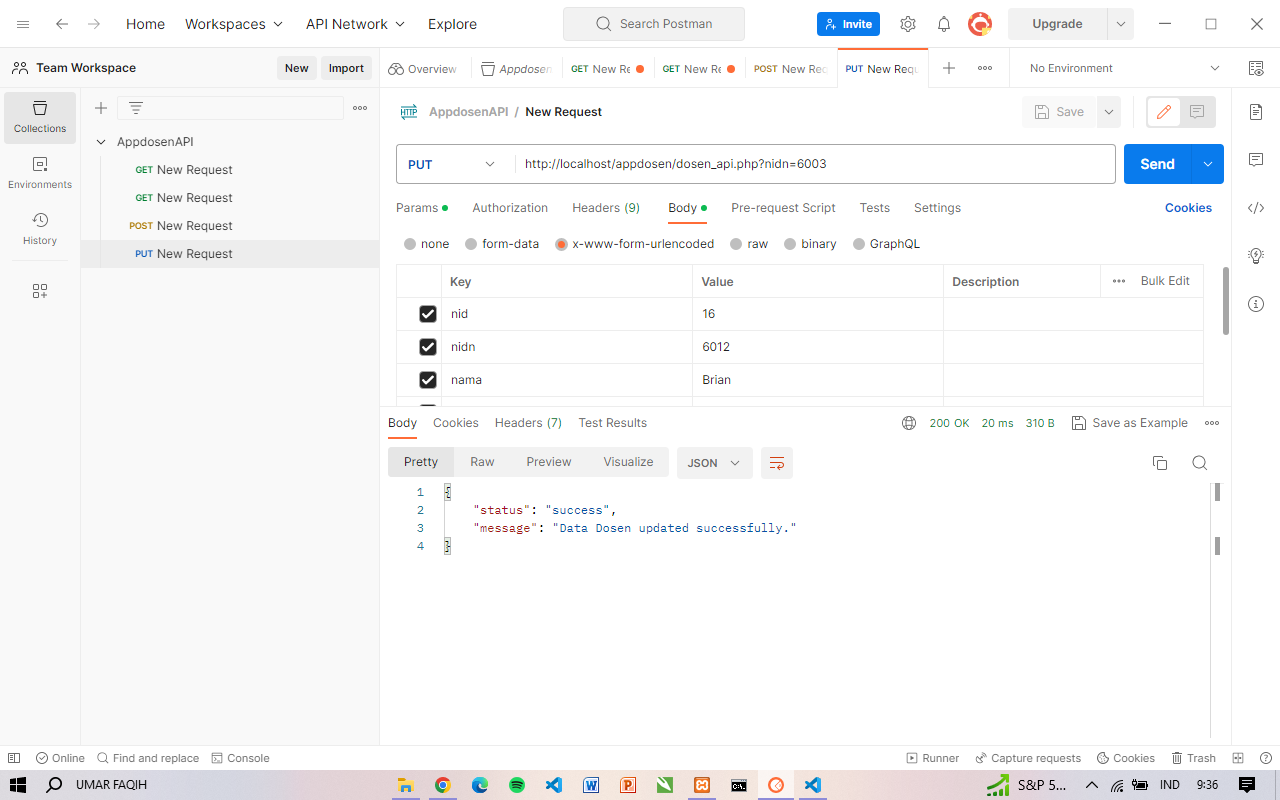 Home Workspaces API Network Explore Search Postman Invite Upgrade
Team Workspace New Import Overview Appdosen GET New Re GET New Re POST New Rec PUT New Requ No Environment
Collections
Environments
History
AppdosenAPI
GET New Request
GET New Request
POST New Request
PUT New Request
HTTP AppdosenAPI / New Request Save
PUT http://localhost/appdosen/dosen_api.php?nidn=6003 Send
Params Authorization Headers (9) Body Pre-request Script Tests Settings Cookies
none form-data x-www-form-urlencoded raw binary GraphQL
Key Value Description Bulk Edit
nid 16
nidn 6012
nama Brian
Body Cookies Headers (7) Test Results 200 OK 20 ms 310 B Save as Example
Pretty Raw Preview Visualize JSON
1 {
2 "status": "success",
3 "message": "Data Dosen updated successfully."
4 }
Online Find and replace Console Runner Capture requests Cookies Trash
UMAR FAQIH S&P 5... IND 9:36